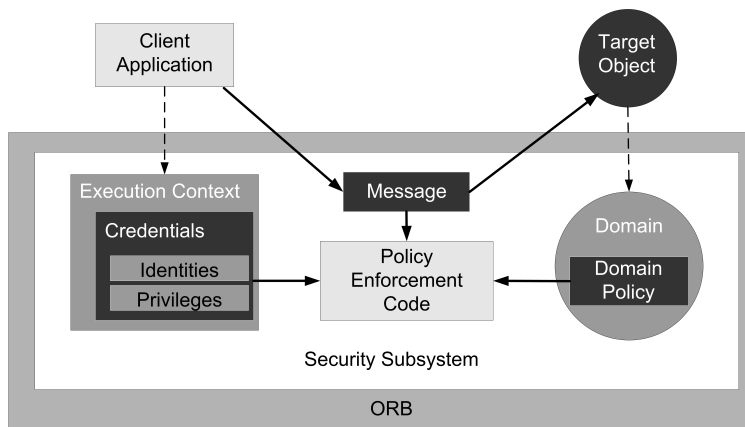 Client
Application
Target
Object
Execution Context
Message
Credentials
Identities
Privileges
Policy
Enforcement
Code
Domain
Domain
Policy
Security Subsystem
ORB